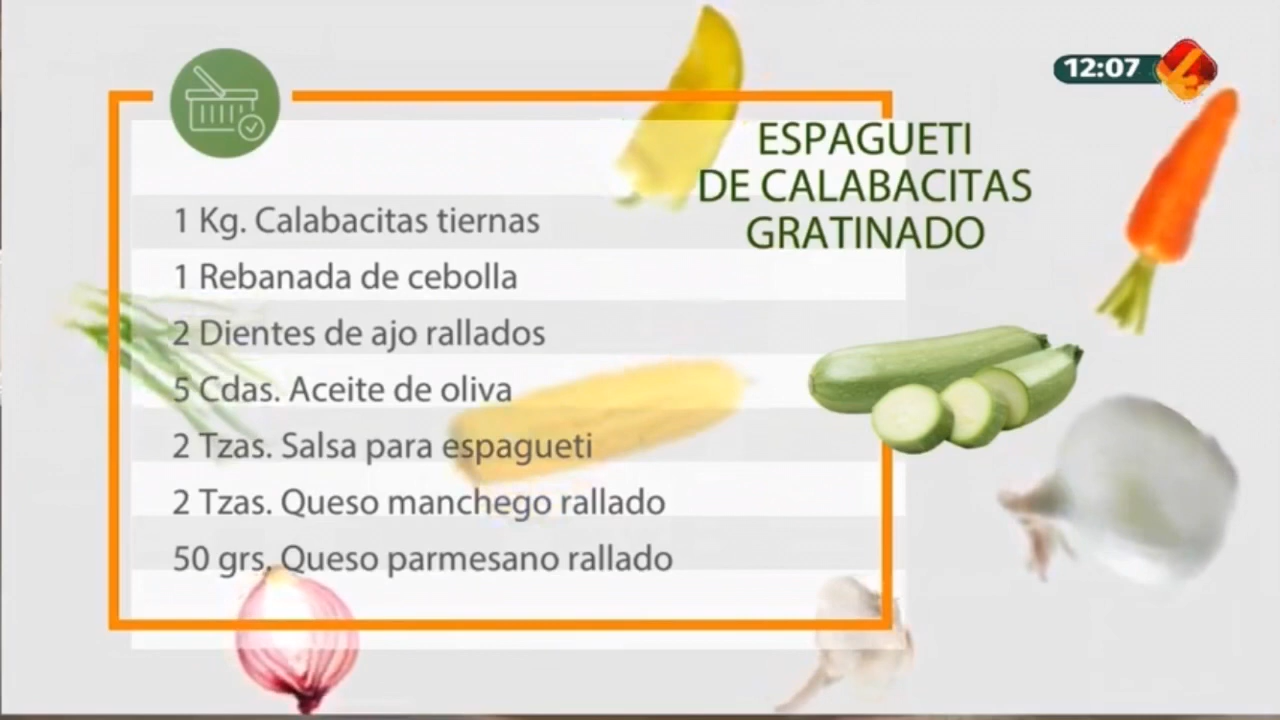 12:07
ESPAGUETI
DE CALABACITAS
GRATINADO
1 Kg. Calabacitas tiernas
1 Rebanada de cebolla
2 Dientes de ajo rallados
5 Cdas. Aceite de oliva
2 Tzas. Salsa para espagueti
2 Tzas. Queso manchego rallado
50 grs. Queso parmesano rallado